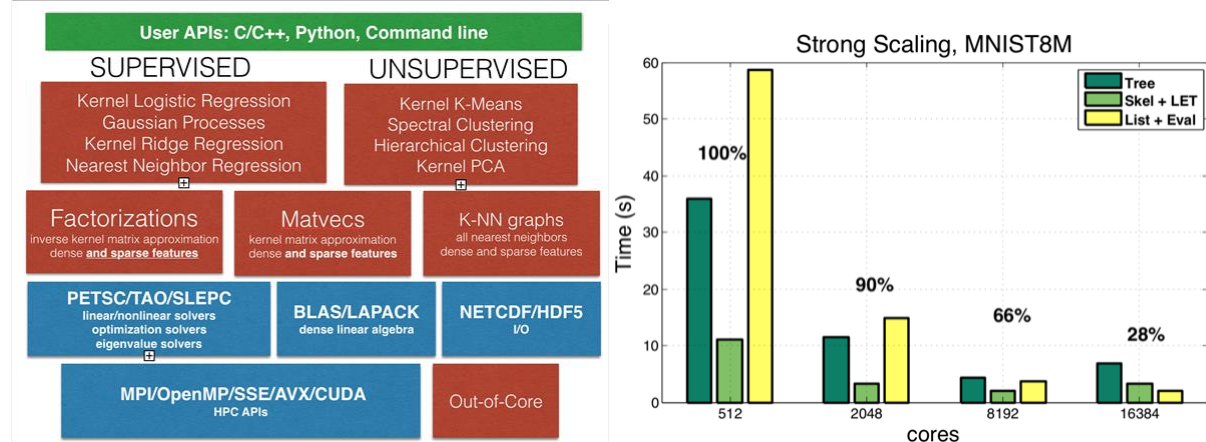 User APIs: C/C++, Python, Command line
SUPERVISED
UNSUPERVISED
Kernel Logistic Regression
Gaussian Processes
Kernel Ridge Regression
Nearest Neighbor Regression
Kernel K-Means
Spectral Clustering
Hierarchical Clustering
Kernel PCA
Factorizations
inverse kernel matrix approximation
dense and sparse features
Matvecs
kernel matrix approximation
dense and sparse features
K-NN graphs
all nearest neighbors
dense and sparse features
PETSC/TAO/SLEPC
linear/nonlinear solvers
optimization solvers
eigenvalue solvers
BLAS/LAPACK
dense linear algebra
NETCDF/HDF5
I/O
MPI/OpenMP/SSE/AVX/CUDA
HPC APIs
Out-of-Core
Strong Scaling, MNIST8M
Tree
Skel + LET
List + Eval
Time (s)
60
50
40
30
20
10
0
100%
90%
66%
28%
512
2048
8192
16384
cores